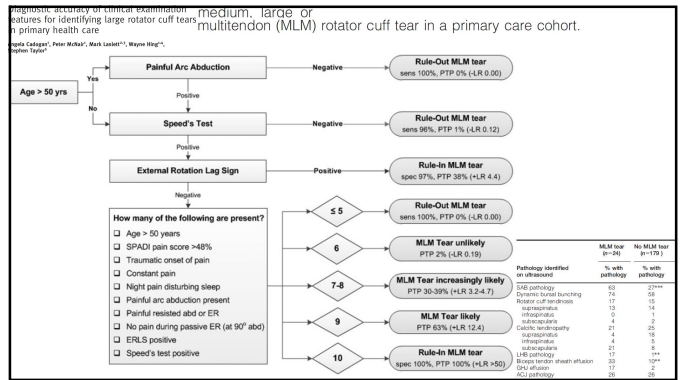 Diagnostic accuracy of clinical examination
features for identifying large rotator cuff tears
in primary health care
Angela Cadogan¹, Peter McNair², Mark Laslett²˒³, Wayne Hing²˒⁴,
Stephen Taylor⁵
medium, large or
multitendon (MLM) rotator cuff tear in a primary care cohort.
Age > 50 yrs
Yes
No
Painful Arc Abduction
Negative
Rule-Out MLM tear
sens 100%, PTP 0% (-LR 0.00)
Positive
Speed's Test
Negative
Rule-Out MLM tear
sens 96%, PTP 1% (-LR 0.12)
Positive
External Rotation Lag Sign
Positive
Rule-In MLM tear
spec 97%, PTP 38% (+LR 4.4)
Negative
How many of the following are present?
❑ Age > 50 years
❑ SPADI pain score >48%
❑ Traumatic onset of pain
❑ Constant pain
❑ Night pain disturbing sleep
❑ Painful arc abduction present
❑ Painful resisted abd or ER
❑ No pain during passive ER (at 90° abd)
❑ ERLS positive
❑ Speed's test positive
≤ 5
Rule-Out MLM tear
sens 100%, PTP 0% (-LR 0.00)
6
MLM Tear unlikely
PTP 2% (-LR 0.19)
7-8
MLM Tear increasingly likely
PTP 30-39% (+LR 3.2-4.7)
9
MLM Tear likely
PTP 63% (+LR 12.4)
10
Rule-In MLM tear
spec 100%, PTP 100% (+LR >50)
MLM tear No MLM tear
(n=24) (n=179 )
Pathology identified % with % with
on ultrasound pathology pathology
SAB pathology 63 27***
Dynamic bursal bunching 74 58
Rotator cuff tendinosis 17 15
supraspinatus 13 14
infraspinatus 0 1
subscapularis 4 2
Calcific tendinopathy 21 25
supraspinatus 4 18
infraspinatus 4 5
subscapularis 21 8
LHB pathology 17 1**
Biceps tendon sheath effusion 33 10**
GHJ effusion 17 2
ACJ pathology 26 26